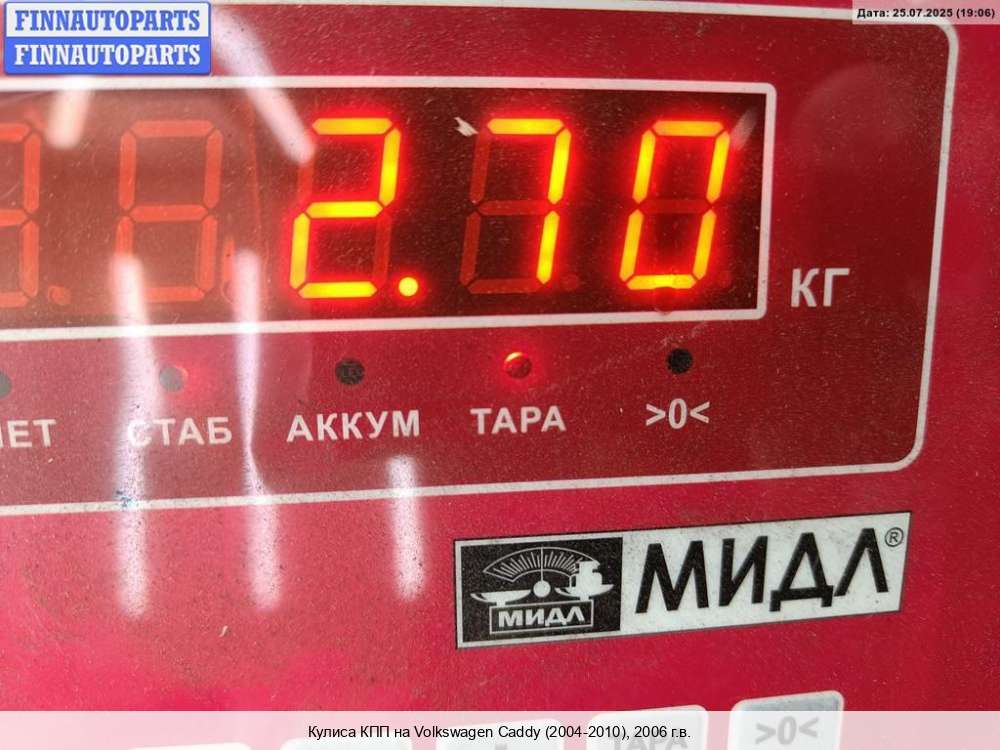 FINNAUTOPARTS
FINNAUTOPARTS
Дата: 25.07.2025 (19:06)
2.70
КГ
СТАБ
АККУМ
ТАРА
>0<
МИДЛ
МИДЛ®
ТАРА
>0<
Кулиса КПП на Volkswagen Caddy (2004-2010), 2006 г.в.